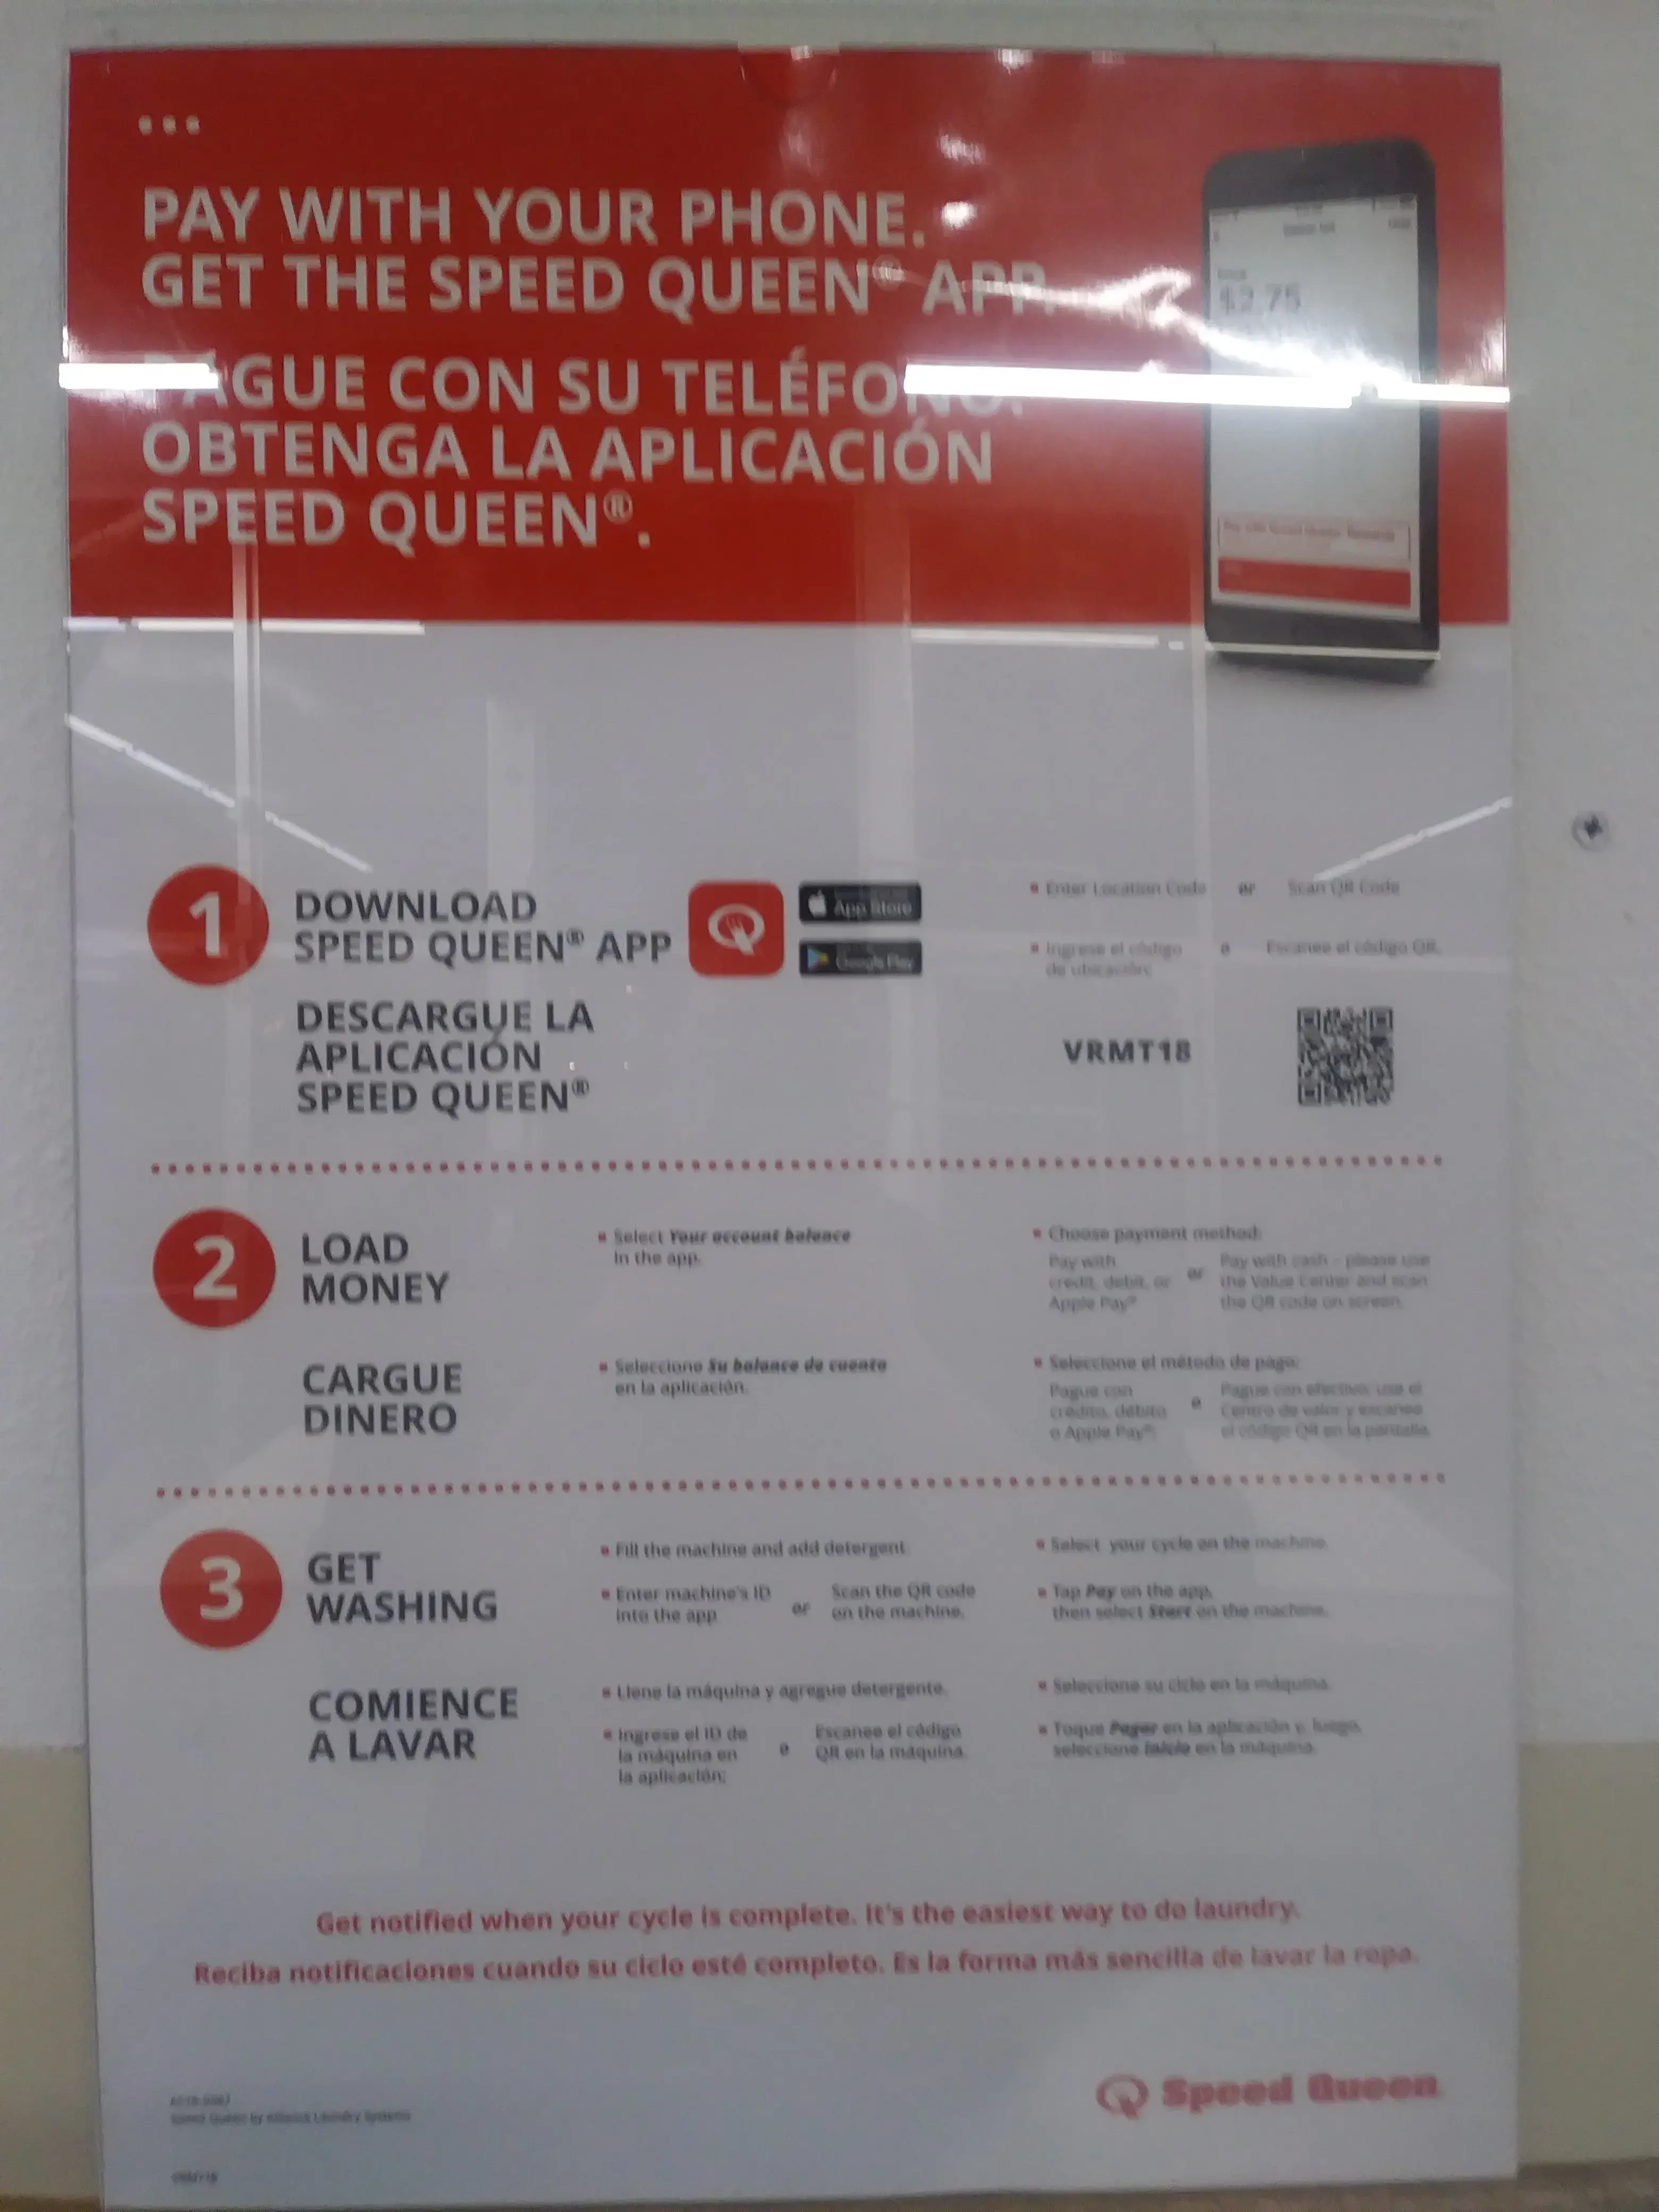 PAY WITH YOUR PHONE.
GET THE SPEED QUEEN® APP.
PAGUE CON SU TELÉFONO.
OBTENGA LA APLICACIÓN
SPEED QUEEN®.
$2.75
1
DOWNLOAD
SPEED QUEEN® APP
App Store
Google Play
DESCARGUE LA
APLICACIÓN
SPEED QUEEN®
Enter Location Code or Scan QR Code
Ingrese el código o Escanee el código QR.
de ubicación;
VRMT18
2
LOAD
MONEY
Select Your account balance
in the app.
Choose payment method:
Pay with
credit, debit, or
Apple Pay®
or
Pay with cash – please use
the Value Center and scan
the QR code on screen.
CARGUE
DINERO
Seleccione Su balance de cuenta
en la aplicación.
Seleccione el método de pago:
Pague con
crédito, débito
o Apple Pay®;
o
Pague con efectivo; use el
Centro de valor y escanee
el código QR en la pantalla.
3
GET
WASHING
Fill the machine and add detergent.
Enter machine's ID
into the app
or
Scan the QR code
on the machine.
Select your cycle on the machine.
Tap Pay on the app,
then select Start on the machine.
COMIENCE
A LAVAR
Llene la máquina y agregue detergente.
Ingrese el ID de
la máquina en
la aplicación;
o
Escanee el código
QR en la máquina.
Seleccione su ciclo en la máquina.
Toque Pagar en la aplicación y, luego,
seleccione Inicio en la máquina.
Get notified when your cycle is complete. It's the easiest way to do laundry.
Reciba notificaciones cuando su ciclo esté completo. Es la forma más sencilla de lavar la ropa.
Speed Queen
Speed Queen by Alliance Laundry Systems